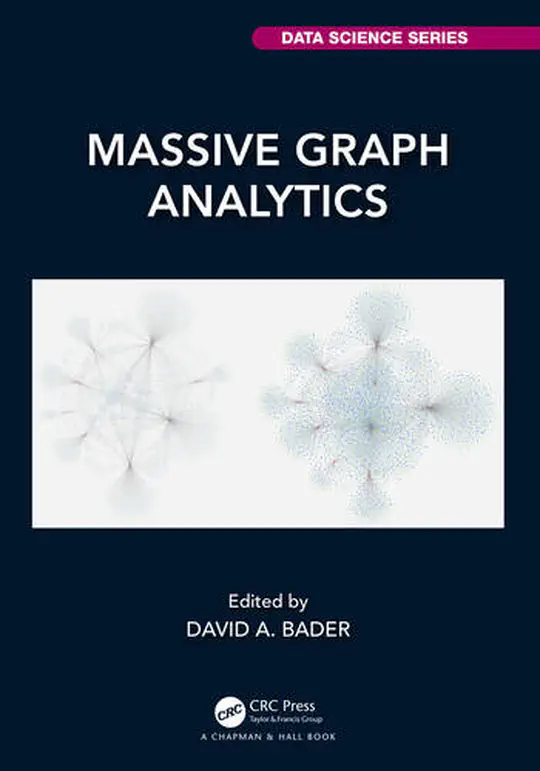 DATA SCIENCE SERIES
MASSIVE GRAPH
ANALYTICS
Edited by
DAVID A. BADER
CRC
CRC Press
Taylor & Francis Group
A CHAPMAN & HALL BOOK